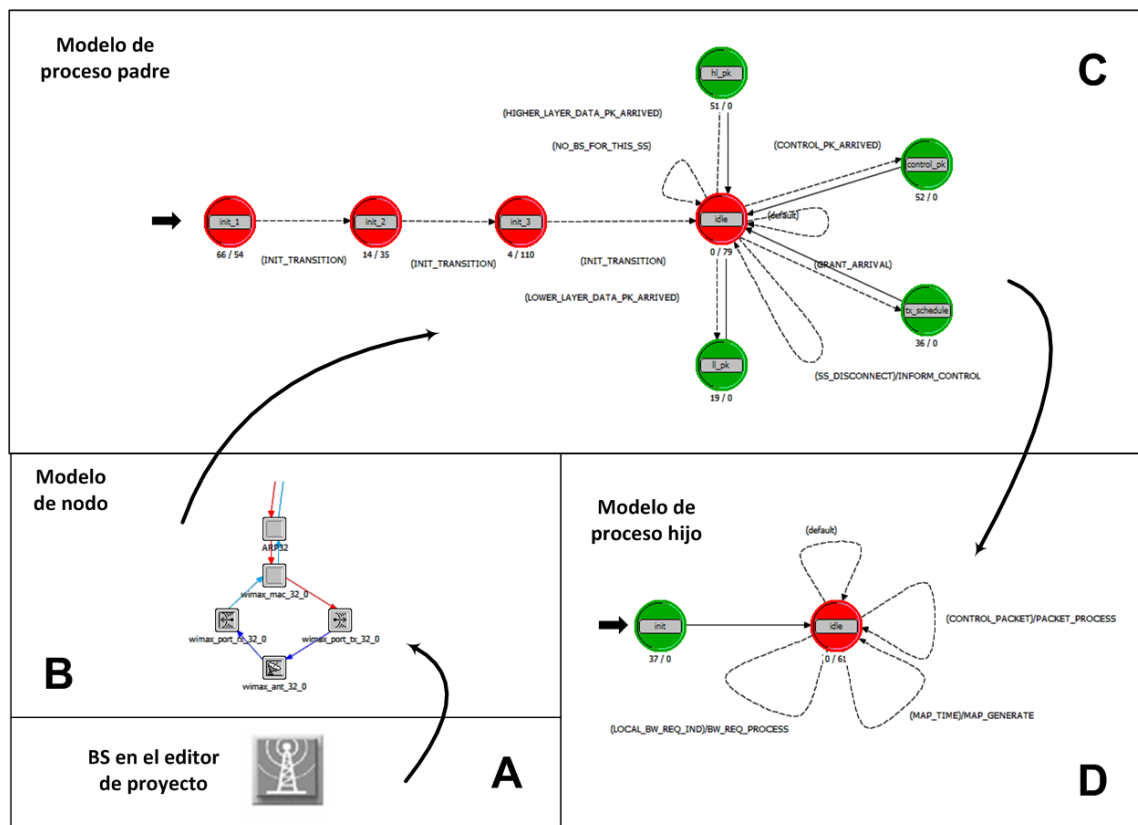 Modelo de
proceso padre
C
hl_pk
51 / 0
(HIGHER_LAYER_DATA_PK_ARRIVED)
(NO_BS_FOR_THIS_SS)
(CONTROL_PK_ARRIVED)
control_pk
52 / 0
init_1
66 / 54
(INIT_TRANSITION)
init_2
14 / 35
(INIT_TRANSITION)
init_3
4 / 110
(INIT_TRANSITION)
idle
0 / 79
(default)
(GRANT_ARRIVAL)
(LOWER_LAYER_DATA_PK_ARRIVED)
tx_schedule
36 / 0
ll_pk
19 / 0
(SS_DISCONNECT)/INFORM_CONTROL
Modelo
de nodo
ARP32
wimax_mac_32_0
wimax_port_rx_32_0
wimax_port_tx_32_0
wimax_ant_32_0
B
BS en el editor
de proyecto
A
Modelo de
proceso hijo
(default)
init
37 / 0
idle
0 / 61
(CONTROL_PACKET)/PACKET_PROCESS
(MAP_TIME)/MAP_GENERATE
(LOCAL_BW_REQ_IND)/BW_REQ_PROCESS
D